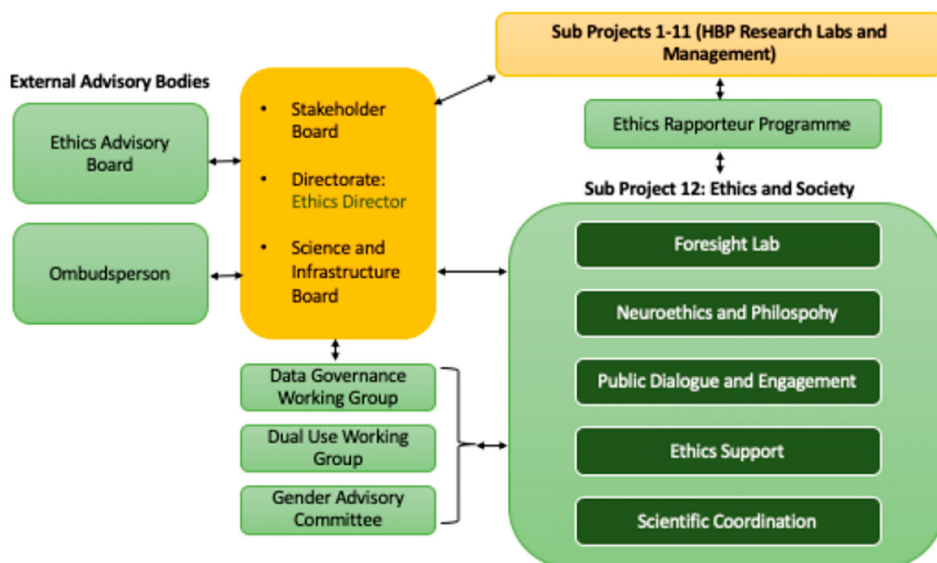 Sub Projects 1-11 (HBP Research Labs and
Management)
External Advisory Bodies
Ethics Advisory
Board
Ombudsperson
• Stakeholder
Board
• Directorate:
Ethics Director
• Science and
Infrastructure
Board
Ethics Rapporteur Programme
Sub Project 12: Ethics and Society
Foresight Lab
Neuroethics and Philospohy
Public Dialogue and Engagement
Ethics Support
Scientific Coordination
Data Governance
Working Group
Dual Use Working
Group
Gender Advisory
Committee